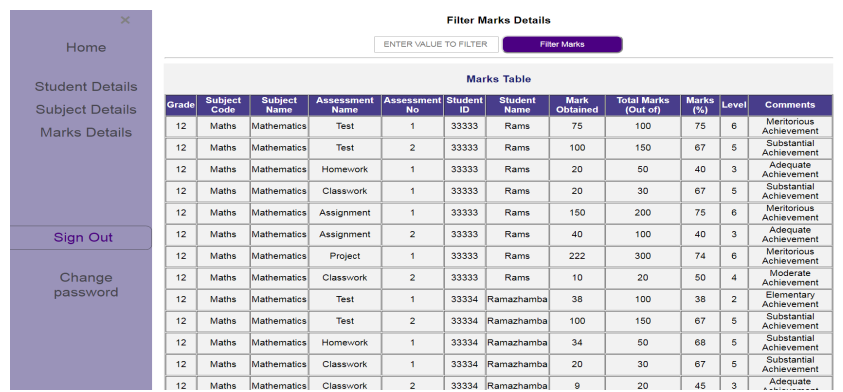 ×
Home
Student Details
Subject Details
Marks Details
Sign Out
Change
password
Filter Marks Details
ENTER VALUE TO FILTER Filter Marks
Marks Table
Grade Subject Code Subject Name Assessment Name Assessment No Student ID Student Name Mark Obtained Total Marks (Out of) Marks (%) Level Comments
12 Maths Mathematics Test 1 33333 Rams 75 100 75 6 Meritorious Achievement
12 Maths Mathematics Test 2 33333 Rams 100 150 67 5 Substantial Achievement
12 Maths Mathematics Homework 1 33333 Rams 20 50 40 3 Adequate Achievement
12 Maths Mathematics Classwork 1 33333 Rams 20 30 67 5 Substantial Achievement
12 Maths Mathematics Assignment 1 33333 Rams 150 200 75 6 Meritorious Achievement
12 Maths Mathematics Assignment 2 33333 Rams 40 100 40 3 Adequate Achievement
12 Maths Mathematics Project 1 33333 Rams 222 300 74 6 Meritorious Achievement
12 Maths Mathematics Classwork 2 33333 Rams 10 20 50 4 Moderate Achievement
12 Maths Mathematics Test 1 33334 Ramazhamba 38 100 38 2 Elementary Achievement
12 Maths Mathematics Test 2 33334 Ramazhamba 100 150 67 5 Substantial Achievement
12 Maths Mathematics Homework 1 33334 Ramazhamba 34 50 68 5 Substantial Achievement
12 Maths Mathematics Classwork 1 33334 Ramazhamba 20 30 67 5 Substantial Achievement
12 Maths Mathematics Classwork 2 33334 Ramazhamba 9 20 45 3 Adequate Achievement